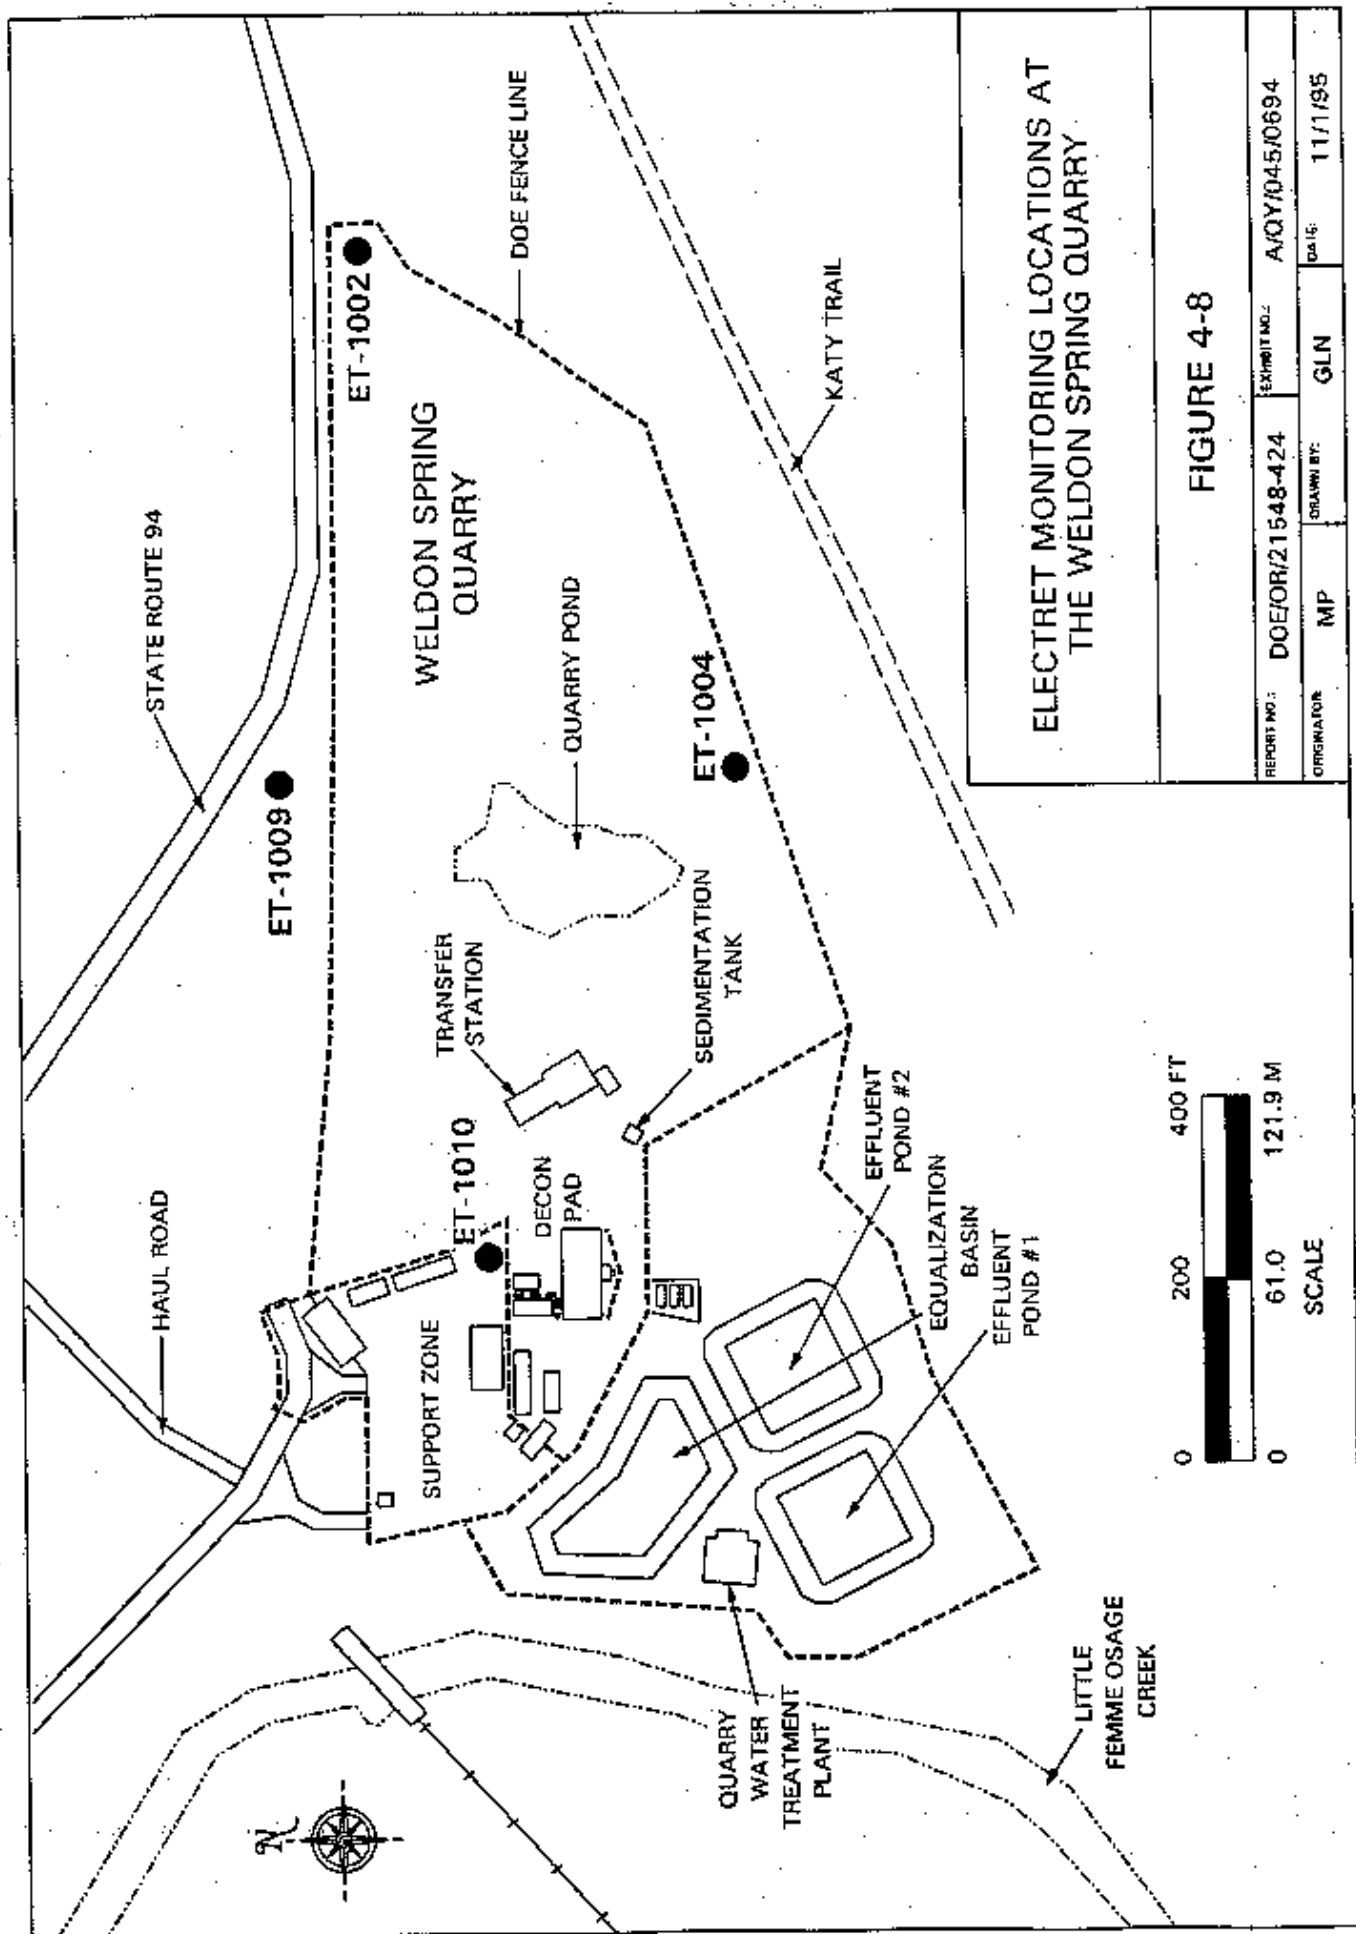 STATE ROUTE 94
HAUL ROAD
N
ET-1009
ET-1002
WELDON SPRING
QUARRY
DOE FENCE LINE
TRANSFER
STATION
ET-1010
QUARRY POND
DECON
PAD
SUPPORT ZONE
ET-1004
SEDIMENTATION
TANK
KATY TRAIL
EFFLUENT
POND #2
EQUALIZATION
BASIN
EFFLUENT
POND #1
QUARRY
WATER
TREATMENT
PLANT
LITTLE
FEMME OSAGE
CREEK
0 200 400 FT
0 61.0 121.9 M
SCALE
ELECTRET MONITORING LOCATIONS AT
THE WELDON SPRING QUARRY
FIGURE 4-8
REPORT NO.: DOE/OR/21548-424 EXHIBIT NO.: A/QY/045/0694
ORIGINATOR: MP DRAWN BY: GLN DATE: 11/1/95